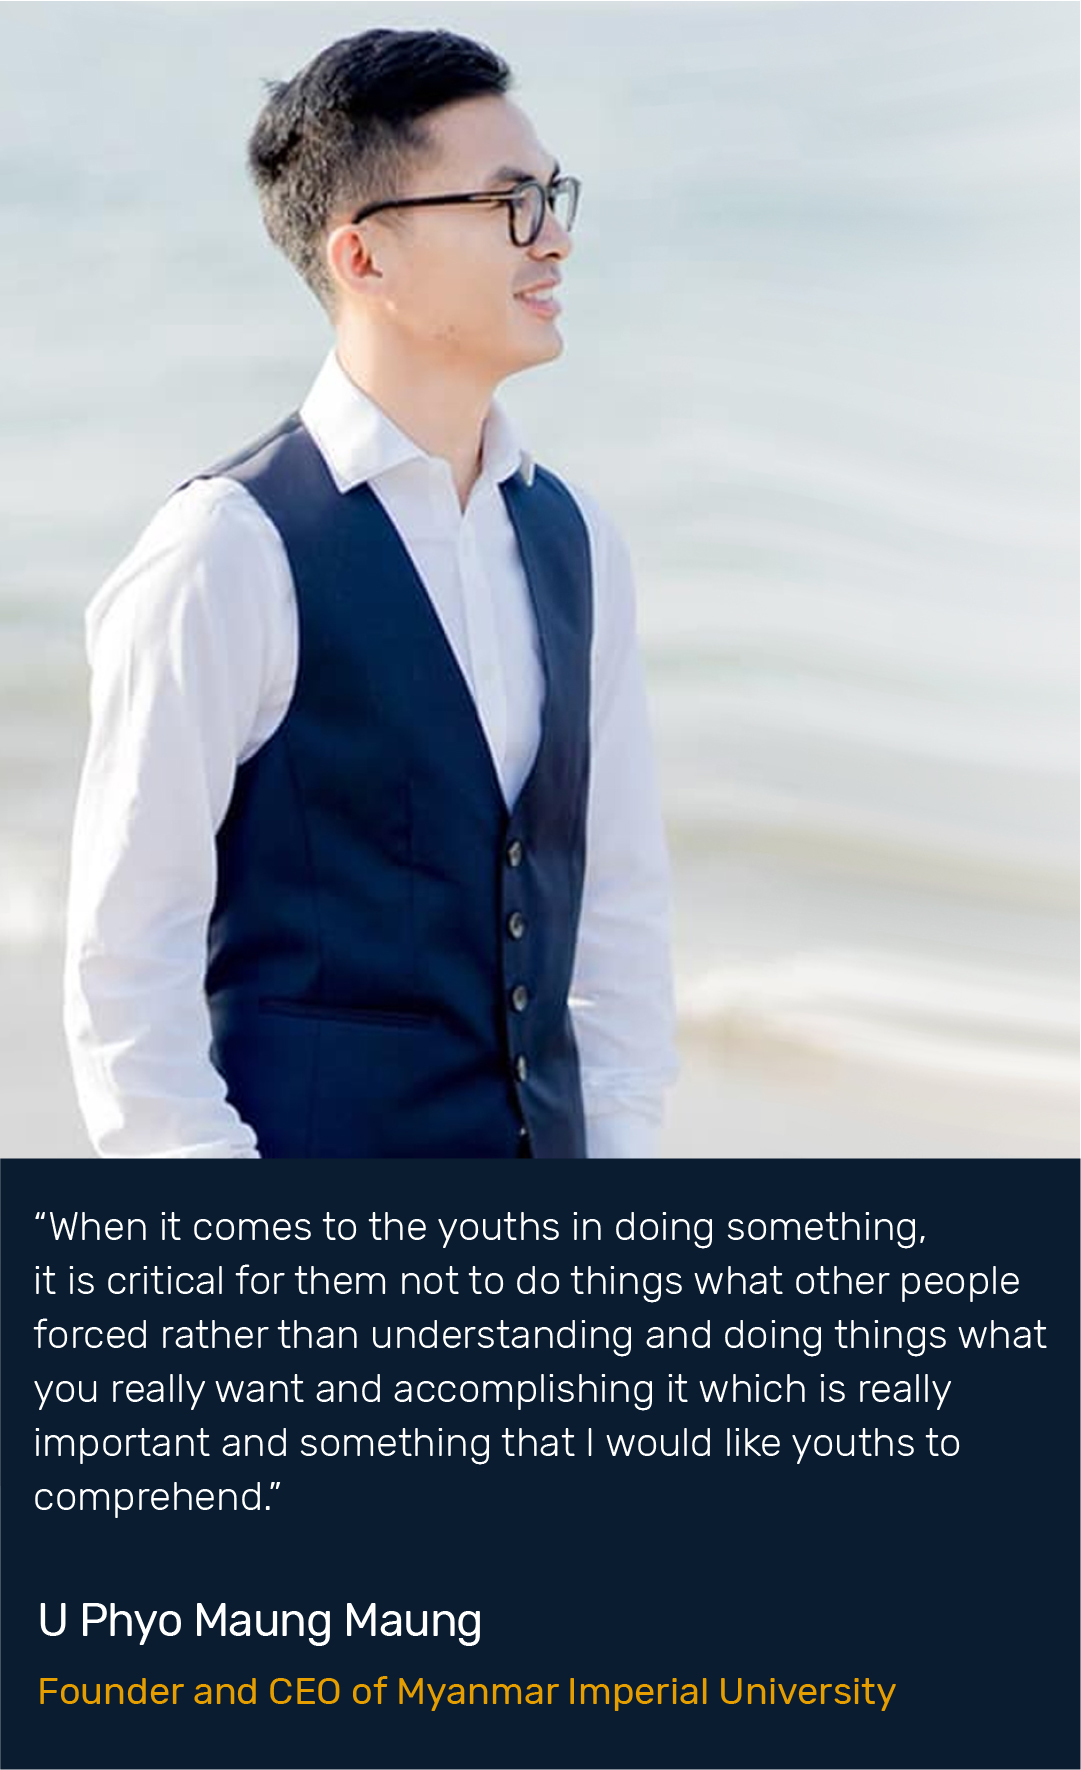 “When it comes to the youths in doing something,
it is critical for them not to do things what other people
forced rather than understanding and doing things what
you really want and accomplishing it which is really
important and something that I would like youths to
comprehend.”
U Phyo Maung Maung
Founder and CEO of Myanmar Imperial University